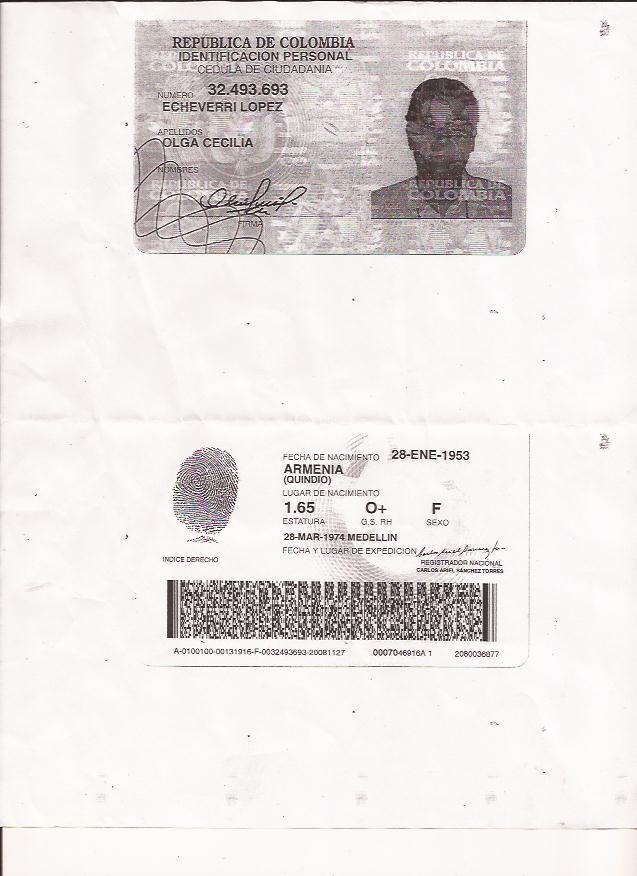 REPUBLICA DE COLOMBIA
IDENTIFICACION PERSONAL
CEDULA DE CIUDADANIA
NUMERO 32.493.693
ECHEVERRI LOPEZ
APELLIDOS
OLGA CECILIA
NOMBRES
FIRMA
REPUBLICA DE
COLOMBIA
REPUBLICA DE
COLOMBIA
FECHA DE NACIMIENTO 28-ENE-1953
ARMENIA
(QUINDIO)
LUGAR DE NACIMIENTO
1.65 O+ F
ESTATURA G.S. RH SEXO
28-MAR-1974 MEDELLIN
FECHA Y LUGAR DE EXPEDICION
INDICE DERECHO
REGISTRADOR NACIONAL
CARLOS ARIEL SÁNCHEZ TORRES
A-0100100-00131916-F-0032493693-20081127 0007046916A 1 2080036877